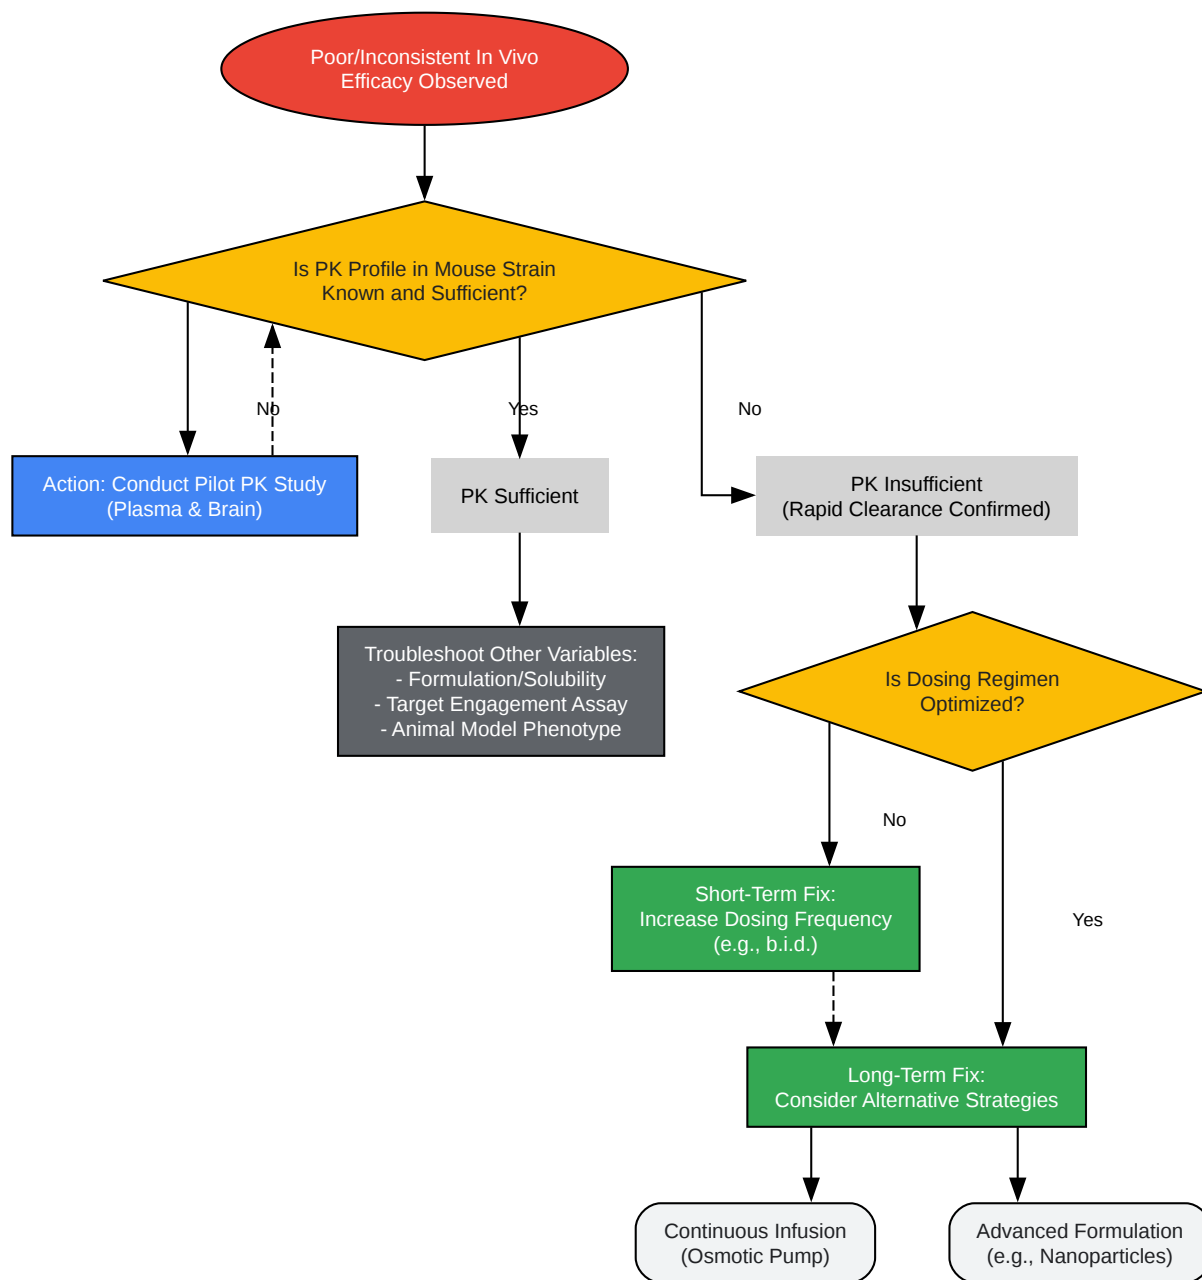 Poor/Inconsistent In Vivo
Efficacy Observed
Is PK Profile in Mouse Strain
Known and Sufficient?
No
Yes
No
Action: Conduct Pilot PK Study
(Plasma & Brain)
PK Sufficient
PK Insufficient
(Rapid Clearance Confirmed)
Troubleshoot Other Variables:
- Formulation/Solubility
- Target Engagement Assay
- Animal Model Phenotype
Is Dosing Regimen
Optimized?
No
Yes
Short-Term Fix:
Increase Dosing Frequency
(e.g., b.i.d.)
Long-Term Fix:
Consider Alternative Strategies
Continuous Infusion
(Osmotic Pump)
Advanced Formulation
(e.g., Nanoparticles)